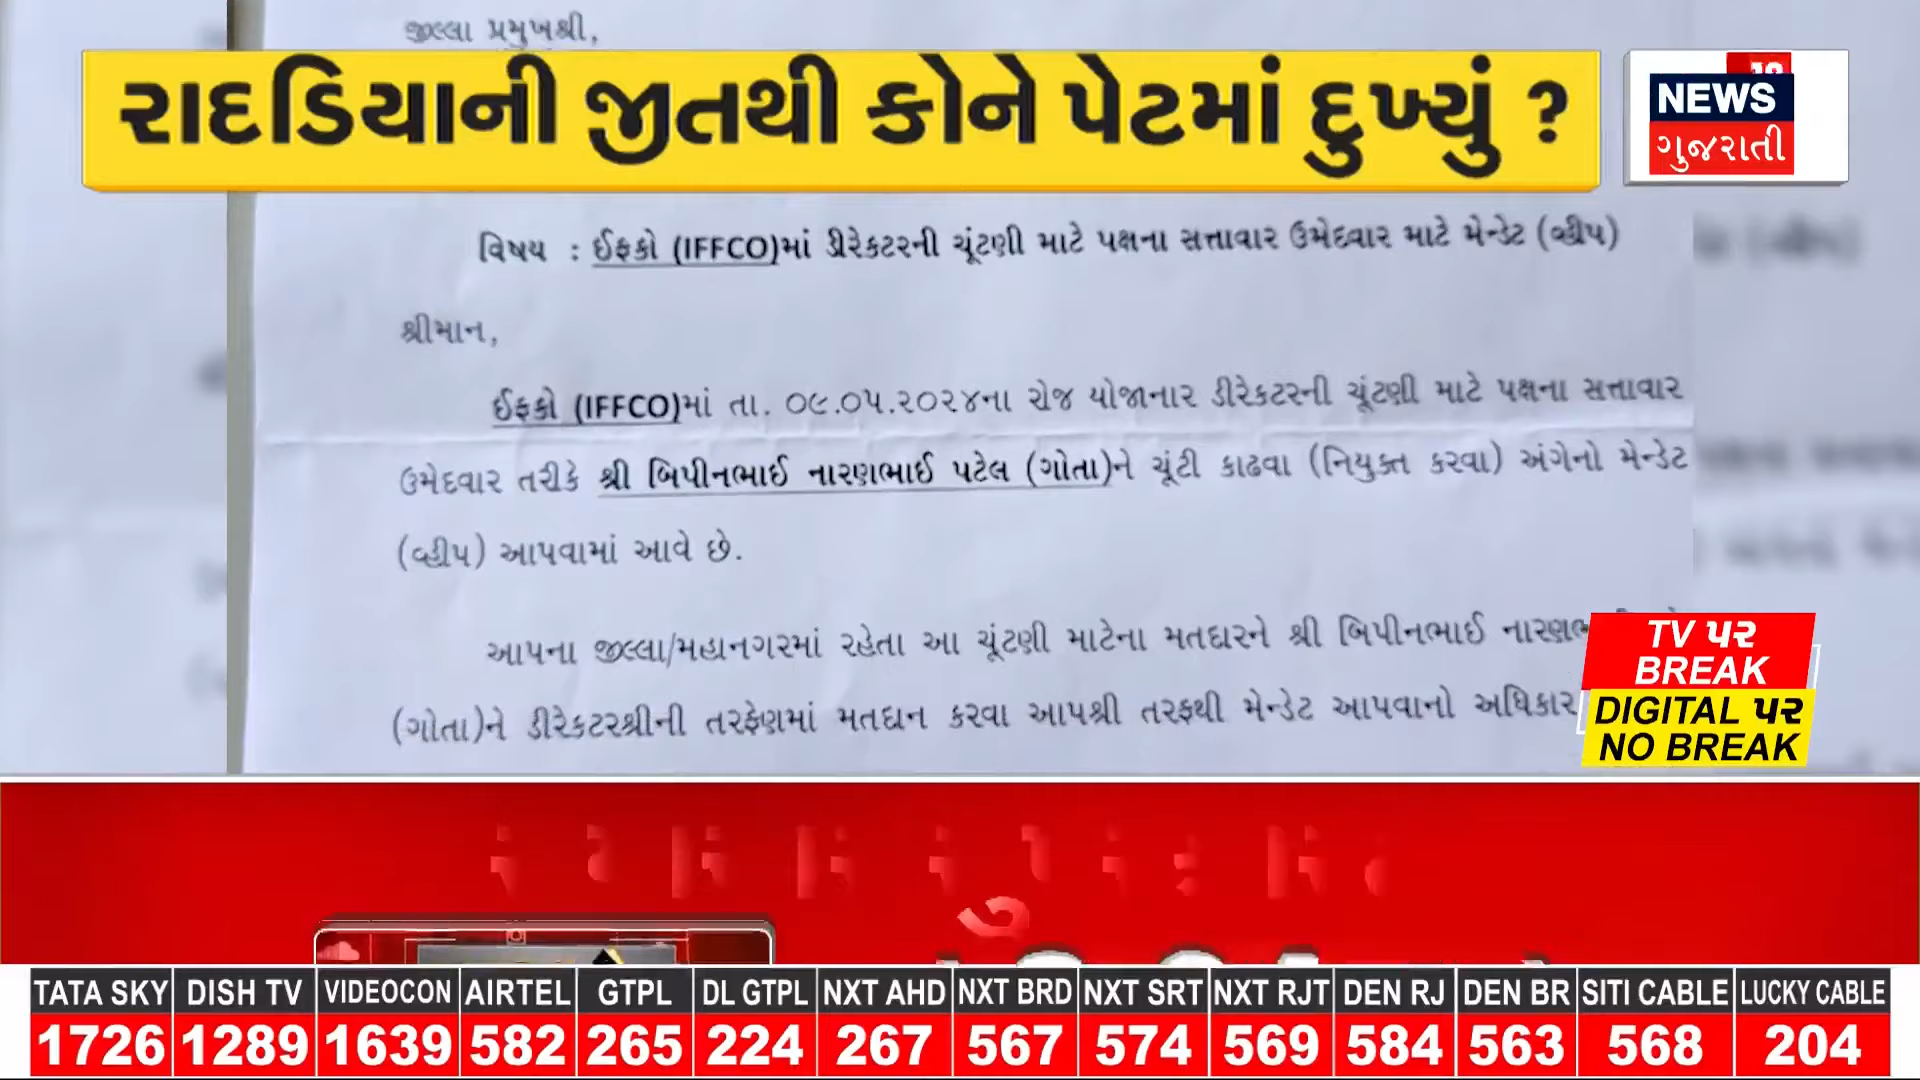 જીલ્લા પ્રમુખશ્રી,
રાદડિયાની જીતથી કોને પેટમાં દુખ્યું ?
NEWS
ગુજરાતી
વિષય : ઈફકો (IFFCO)માં ડીરેકટરની ચૂંટણી માટે પક્ષના સત્તાવાર ઉમેદવાર માટે મેન્ડેટ (વ્હીપ)
શ્રીમાન,
ઈફકો (IFFCO)માં તા. ૦૯.૦૫.૨૦૨૪ના રોજ યોજાનાર ડીરેકટરની ચૂંટણી માટે પક્ષના સત્તાવાર
ઉમેદવાર તરીકે શ્રી બિપીનભાઈ નારણભાઈ પટેલ (ગોતા)ને ચૂંટી કાઢવા (નિયુક્ત કરવા) અંગેનો મેન્ડેટ
(વ્હીપ) આપવામાં આવે છે.
આપના જીલ્લા/મહાનગરમાં રહેતા આ ચૂંટણી માટેના મતદારને શ્રી બિપીનભાઈ
(ગોતા)ને ડીરેકટરશ્રીની તરફેણમાં મતદાન કરવા આપશ્રી તરફથી મેન્ડેટ આપવાનો અધિકાર
TV પર
BREAK
DIGITAL પર
NO BREAK
TATA SKY DISH TV VIDEOCON AIRTEL GTPL DL GTPL NXT AHD NXT BRD NXT SRT NXT RJT DEN RJ DEN BR SITI CABLE LUCKY CABLE
1726 1289 1639 582 265 224 267 567 574 569 584 563 568 204